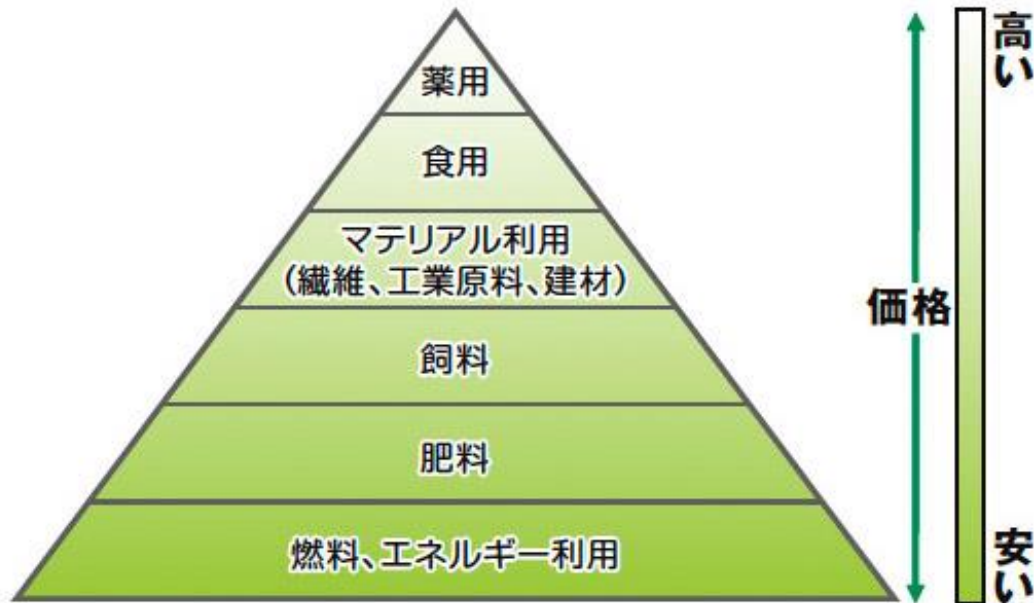 薬用
食用
マテリアル利用
(繊維、工業原料、建材)
飼料
肥料
燃料、エネルギー利用
高い
価格
安い